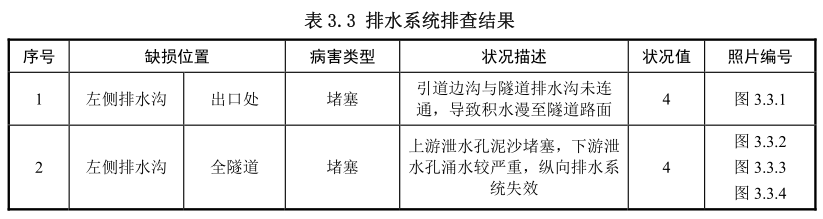 表 3.3 排水系统排查结果
序号 缺损位置 病害类型 状况描述 状况值 照片编号
1 左侧排水沟 出口处 堵塞 引道边沟与隧道排水沟未连通，导致积水漫至隧道路面 4 图 3.3.1
2 左侧排水沟 全隧道 堵塞 上游泄水孔泥沙堵塞，下游泄水孔涌水较严重，纵向排水系统失效 4 图 3.3.2 图 3.3.3 图 3.3.4